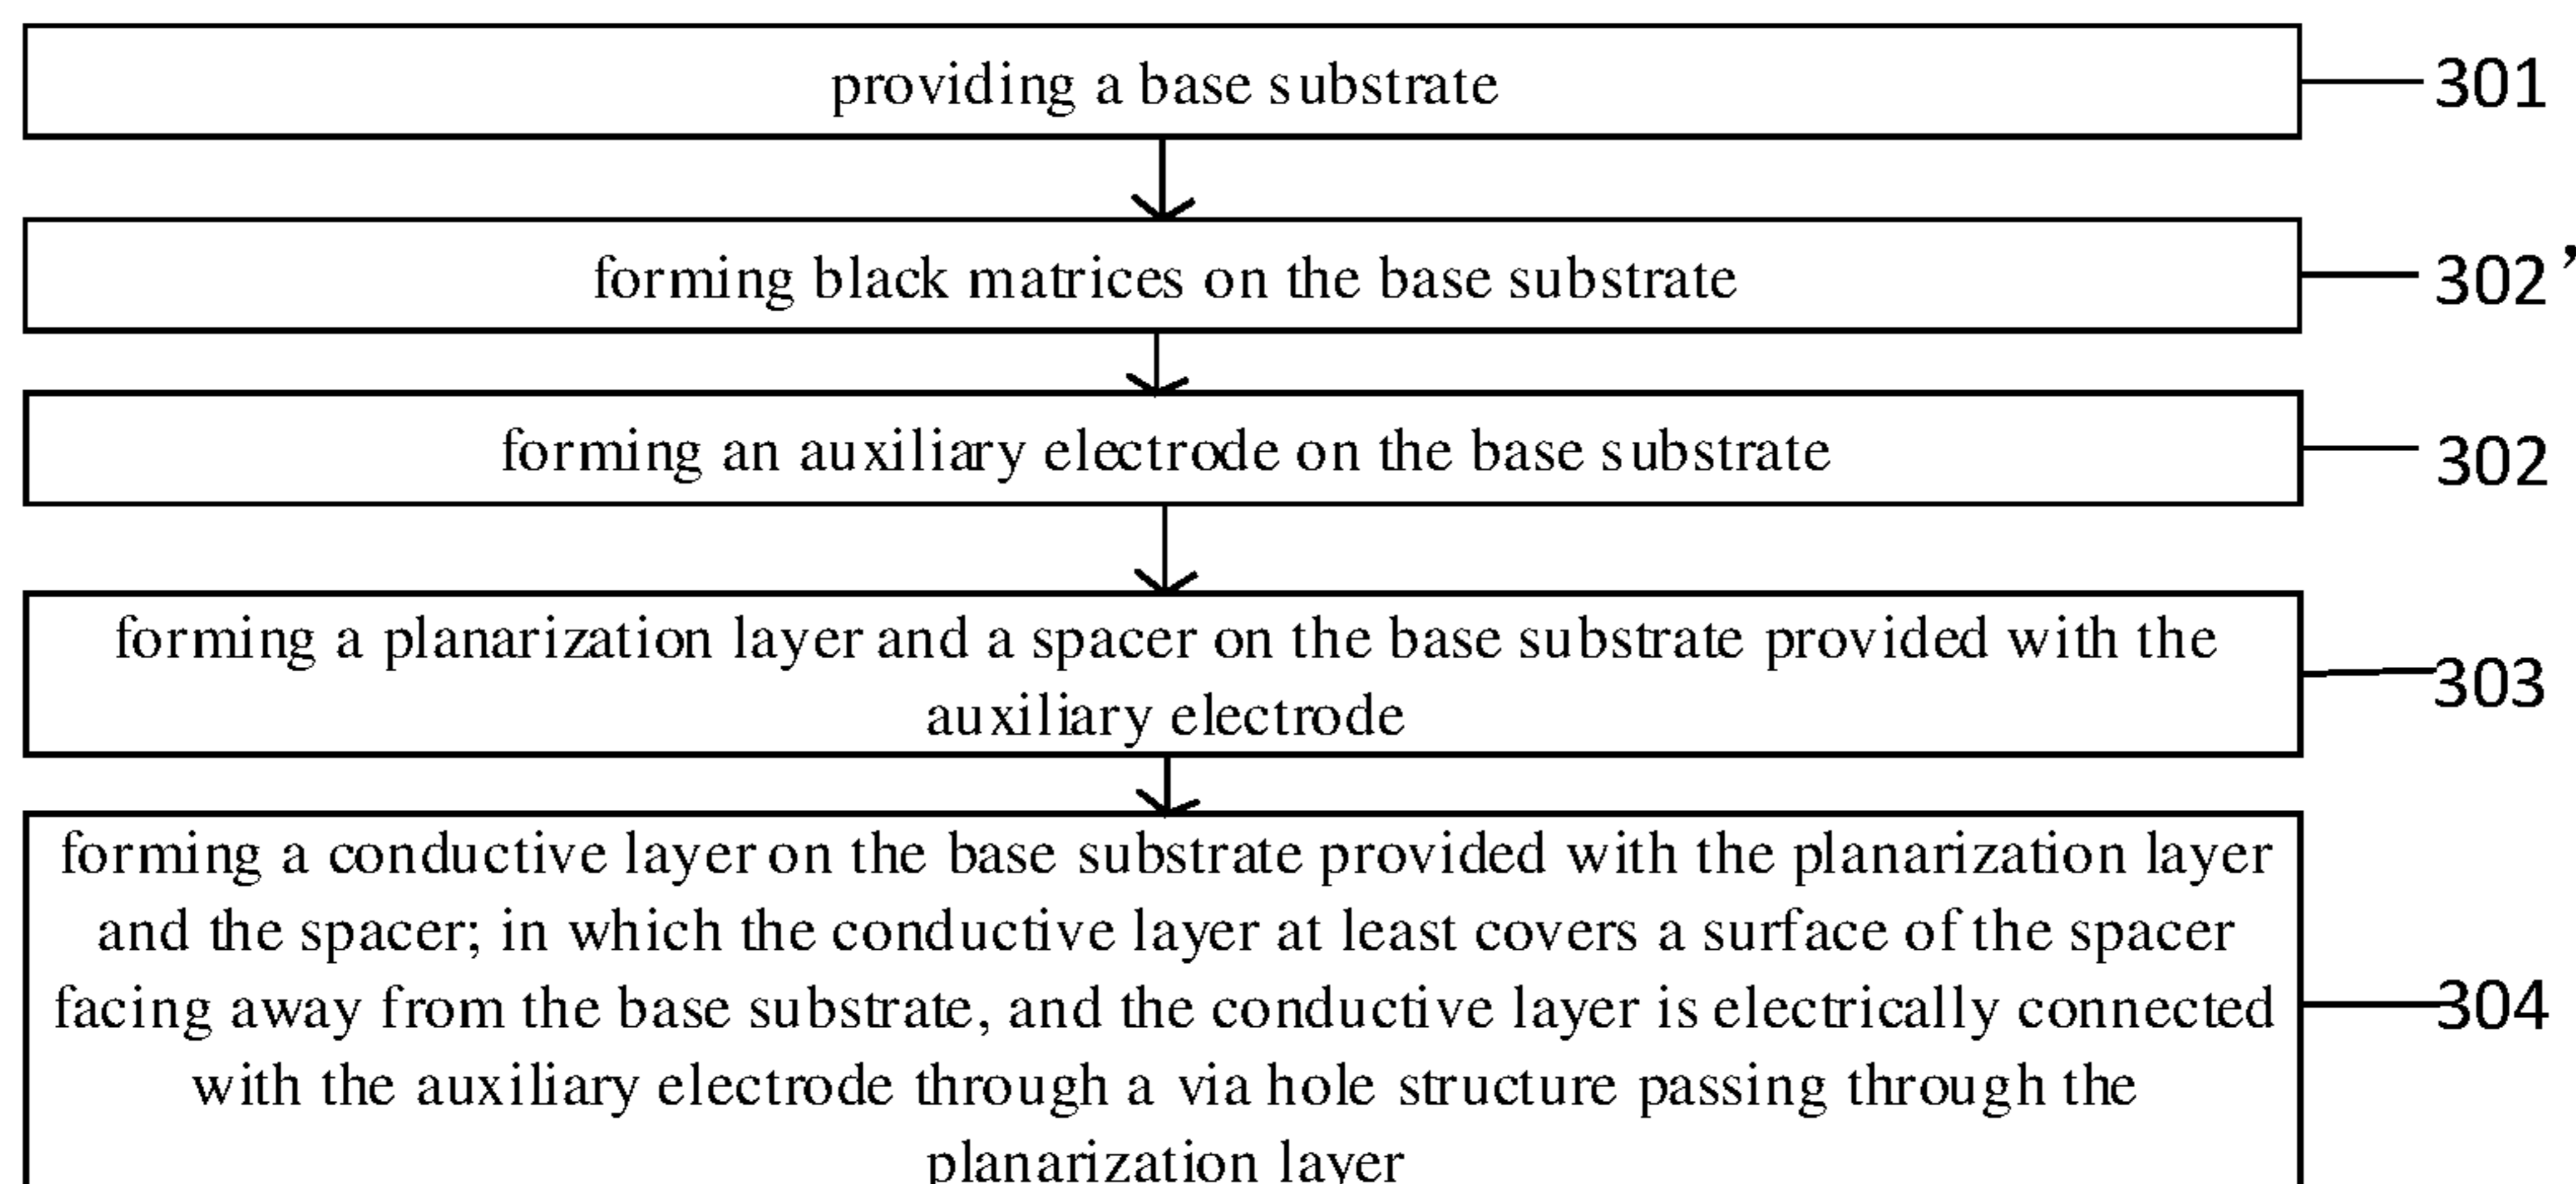 providing a base substrate
301
forming black matrices on the base substrate
302’
forming an auxiliary electrode on the base substrate
302
forming a planarization layer and a spacer on the base substrate provided with the
auxiliary electrode
303
forming a conductive layer on the base substrate provided with the planarization layer
and the spacer; in which the conductive layer at least covers a surface of the spacer
facing away from the base substrate, and the conductive layer is electrically connected
with the auxiliary electrode through a via hole structure passing through the
planarization layer
304